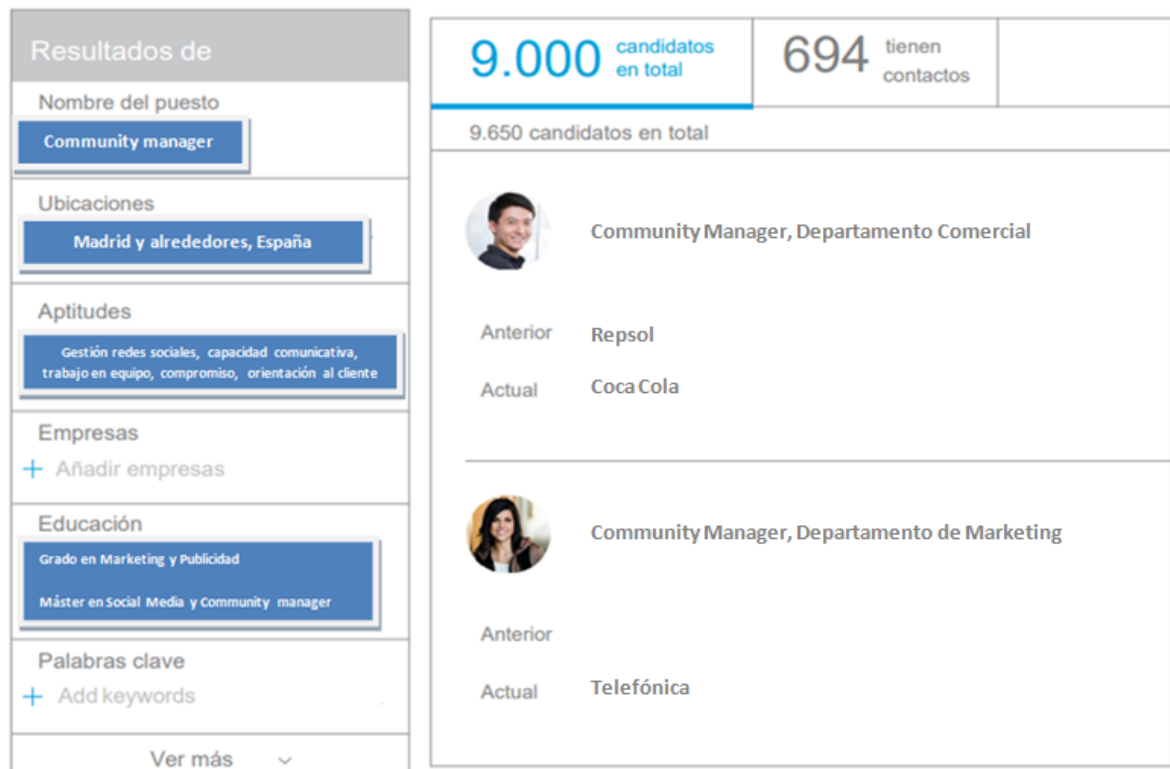 Resultados de
Nombre del puesto
Community manager
Ubicaciones
Madrid y alrededores, España
Aptitudes
Gestión redes sociales, capacidad comunicativa,
trabajo en equipo, compromiso, orientación al cliente
Empresas
+ Añadir empresas
Educación
Grado en Marketing y Publicidad
Máster en Social Media y Community manager
Palabras clave
+ Add keywords
Ver más
9.000 candidatos
en total
694 tienen
contactos
9.650 candidatos en total
Community Manager, Departamento Comercial
Anterior Repsol
Actual Coca Cola
Community Manager, Departamento de Marketing
Anterior
Actual Telefónica